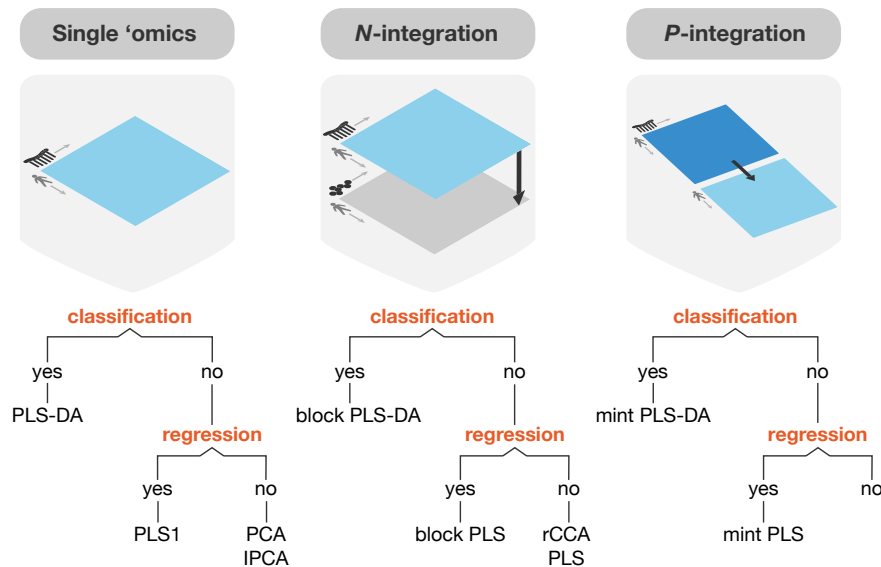 Single ‘omics
N-integration
P-integration
classification
classification
classification
yes
no
yes
no
yes
no
PLS-DA
block PLS-DA
mint PLS-DA
regression
regression
regression
yes
no
yes
no
yes
no
PLS1
PCA
IPCA
block PLS
rCCA
PLS
mint PLS